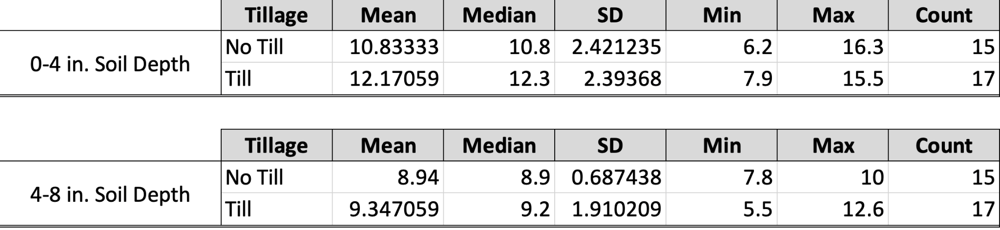 Tillage Mean Median SD Min Max Count
No Till 10.83333 10.8 2.421235 6.2 16.3 15
0-4 in. Soil Depth
Till 12.17059 12.3 2.39368 7.9 15.5 17
Tillage Mean Median SD Min Max Count
No Till 8.94 8.9 0.687438 7.8 10 15
4-8 in. Soil Depth
Till 9.347059 9.2 1.910209 5.5 12.6 17